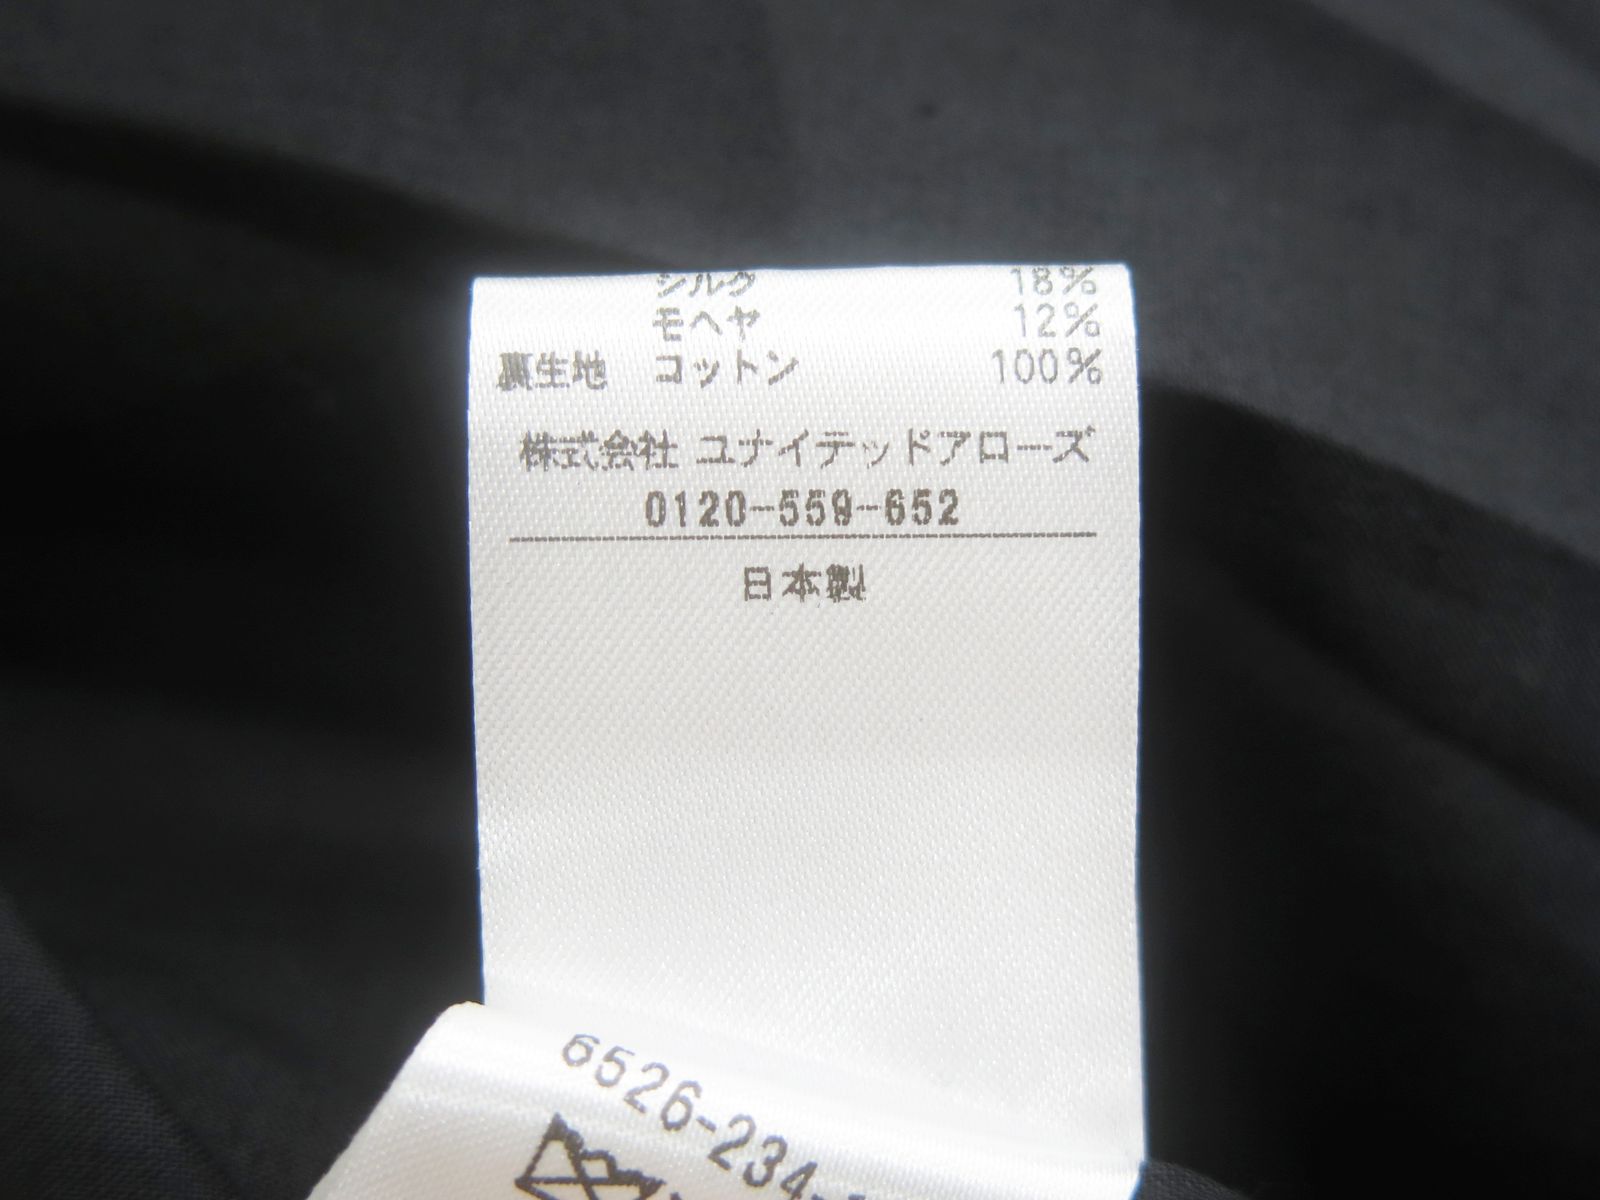 シルク 18%
モヘヤ 12%
裏生地 コットン 100%
株式会社 ユナイテッドアローズ
0120-559-652
日本製
6526-234-